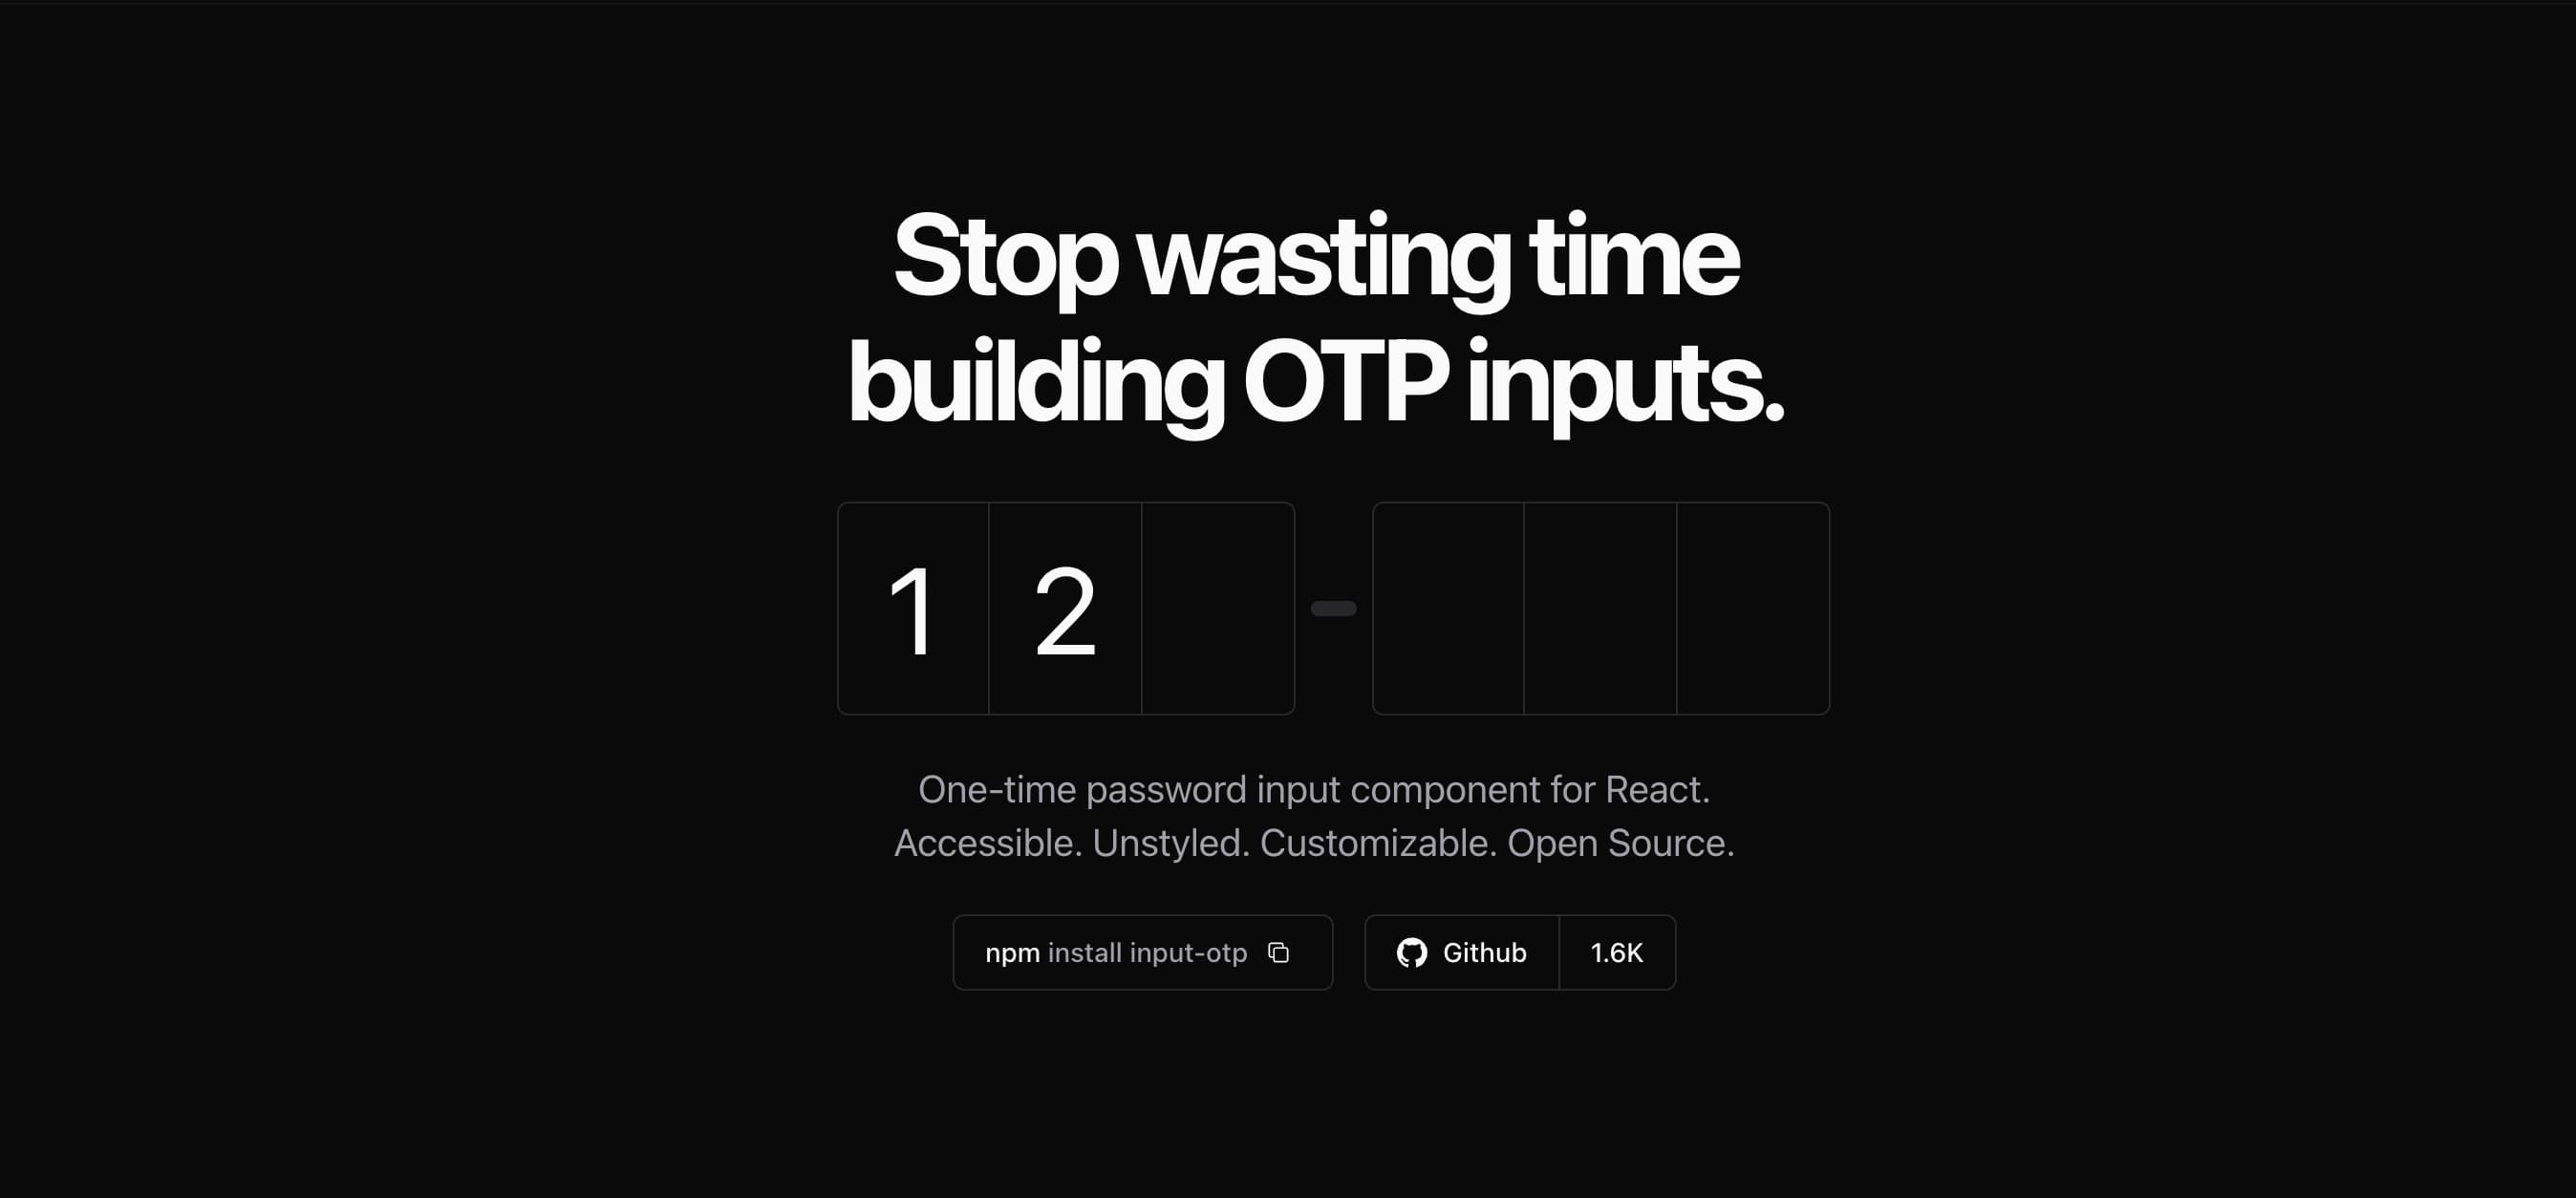 Stop wasting time
building OTP inputs.
1 2
One-time password input component for React.
Accessible. Unstyled. Customizable. Open Source.
npm install input-otp
Github 1.6K